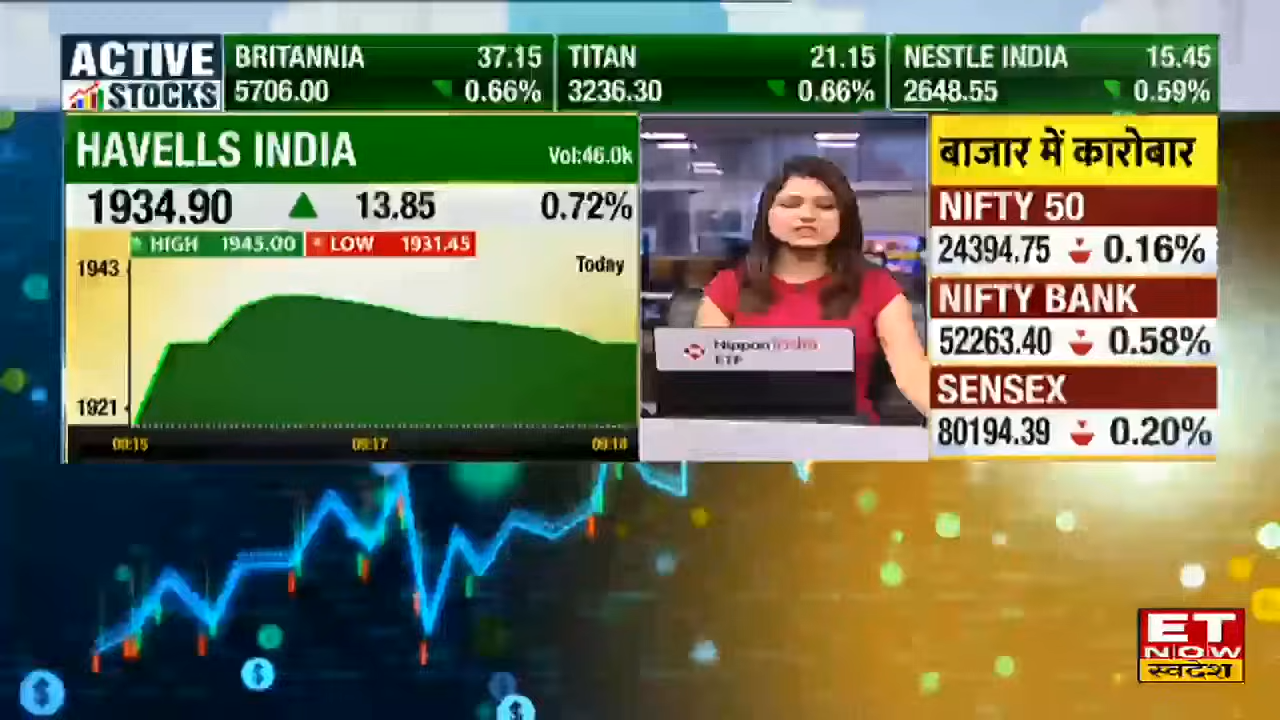 ACTIVE
STOCKS
BRITANNIA 37.15
5706.00 0.66%
TITAN 21.15
3236.30 0.66%
NESTLE INDIA 15.45
2648.55 0.59%
HAVELLS INDIA Vol:46.0k
1934.90 13.85 0.72%
HIGH 1945.00 LOW 1931.45
Today
1943
1921
09:15 09:17 09:18
Nippon India
ETF
बाजार में कारोबार
NIFTY 50
24394.75 0.16%
NIFTY BANK
52263.40 0.58%
SENSEX
80194.39 0.20%
ET
NOW
स्वदेश